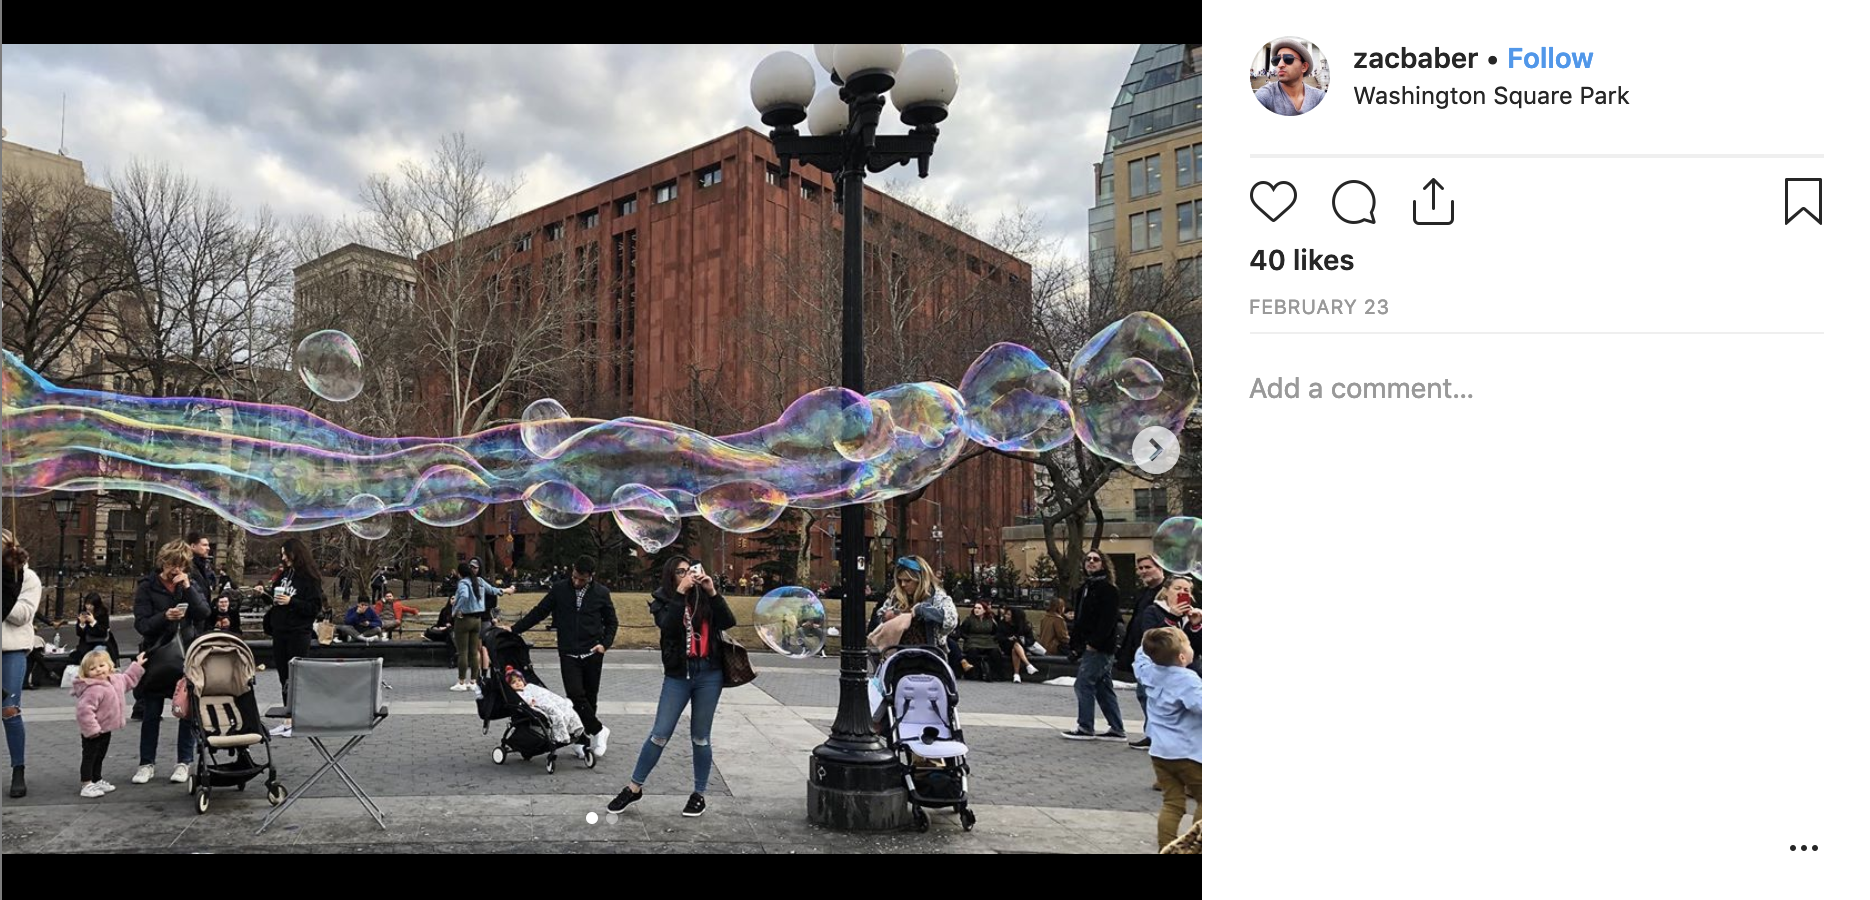 zacbaber • Follow
Washington Square Park
40 likes
FEBRUARY 23
Add a comment...